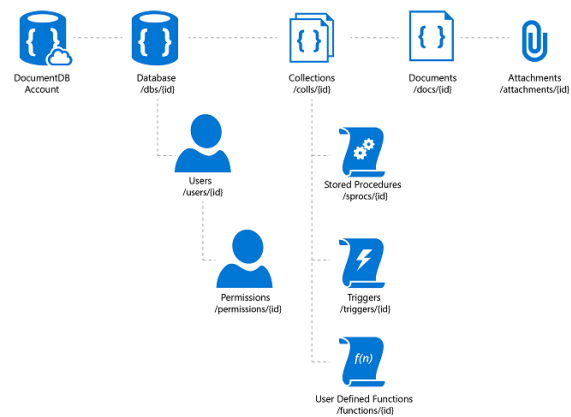 { }
{ }
{ }
{ }
DocumentDB
Account
Database
/dbs/{id}
Collections
/colls/{id}
Documents
/docs/{id}
Attachments
/attachments/{id}
Users
/users/{id}
Stored Procedures
/sprocs/{id}
Permissions
/permissions/{id}
Triggers
/triggers/{id}
f(n)
User Defined Functions
/functions/{id}